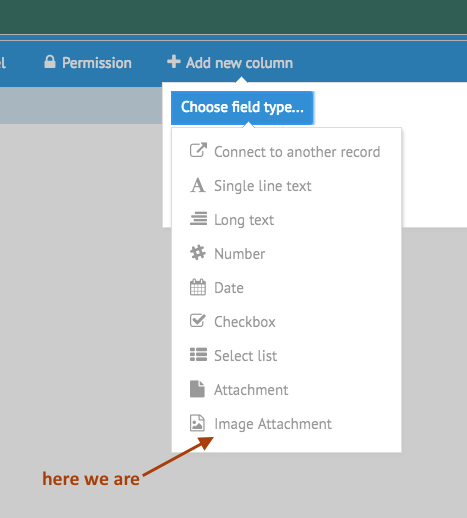 Permission
Add new column
Choose field type...
Connect to another record
Single line text
Long text
Number
Date
Checkbox
Select list
Attachment
Image Attachment
here we are